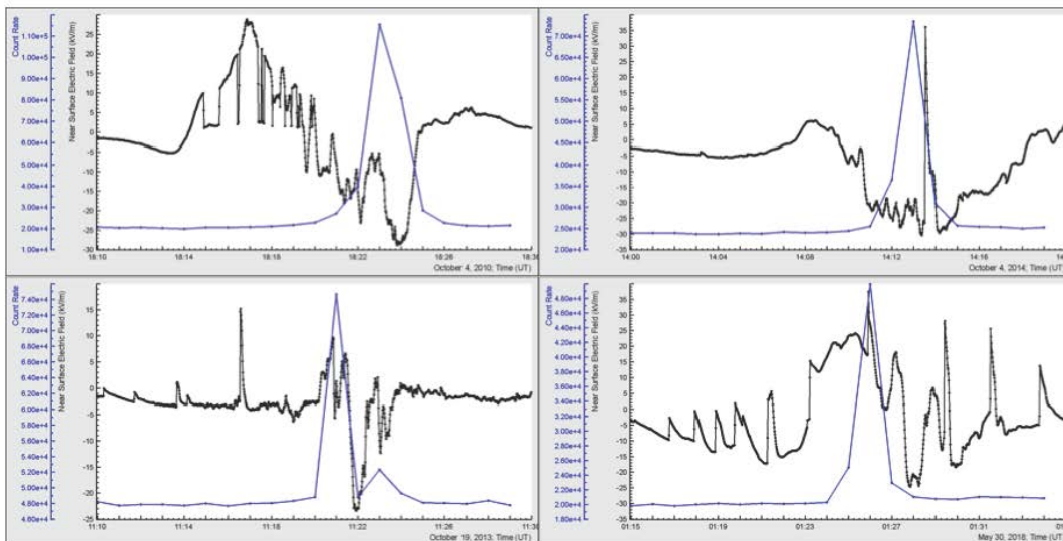 Count Rate
1.10e+5
1.00e+5
9.00e+4
8.00e+4
7.00e+4
6.00e+4
5.00e+4
4.00e+4
3.00e+4
2.00e+4
1.00e+4
Near Surface Electric Field (kV/m)
25
20
15
10
5
0
-5
-10
-15
-20
-25
-30
18:10 18:14 18:18 18:22 18:26 18:30
October 4, 2010; Time (UT)
Count Rate
7.00e+4
6.50e+4
6.00e+4
5.50e+4
5.00e+4
4.50e+4
4.00e+4
3.50e+4
3.00e+4
2.50e+4
2.00e+4
Near Surface Electric Field (kV/m)
35
30
25
20
15
10
5
0
-5
-10
-15
-20
-25
-30
-35
14:00 14:04 14:08 14:12 14:16
October 4, 2014; Time (UT)
Count Rate
7.40e+4
7.20e+4
7.00e+4
6.80e+4
6.60e+4
6.40e+4
6.20e+4
6.00e+4
5.80e+4
5.60e+4
5.40e+4
5.20e+4
5.00e+4
4.80e+4
4.60e+4
Near Surface Electric Field (kV/m)
15
10
5
0
-5
-10
-15
-20
-25
11:10 11:14 11:18 11:22 11:26 11:30
October 19, 2013; Time (UT)
Count Rate
4.80e+4
4.60e+4
4.40e+4
4.20e+4
4.00e+4
3.80e+4
3.60e+4
3.40e+4
3.20e+4
3.00e+4
2.80e+4
2.60e+4
2.40e+4
2.20e+4
2.00e+4
1.80e+4
Near Surface Electric Field (kV/m)
35
30
25
20
15
10
5
0
-5
-10
-15
-20
-25
-30
-35
01:15 01:19 01:23 01:27 01:31
May 30, 2018; Time (UT)